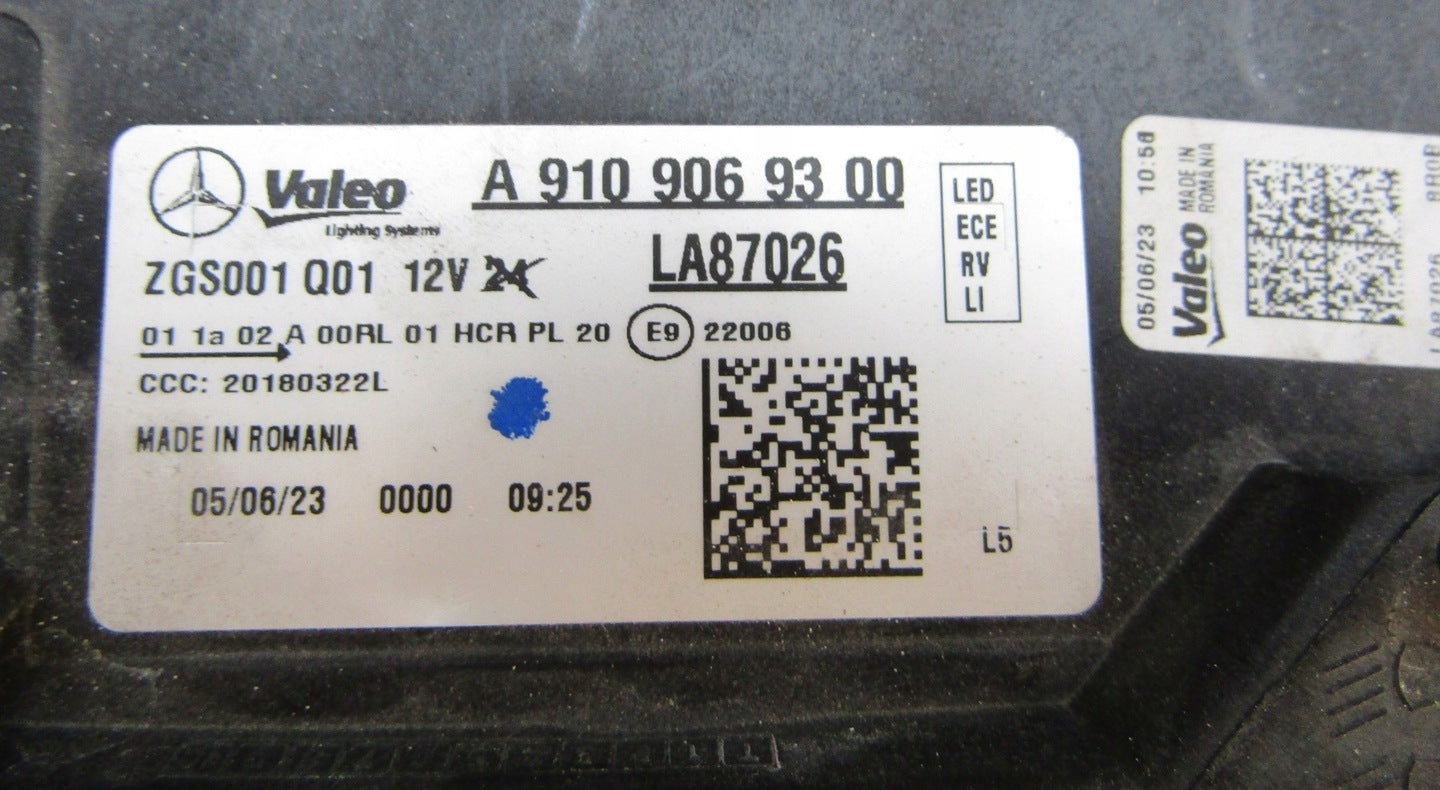 Valeo
Lighting Systems
A 910 906 93 00
LA87026
ZGS001 Q01 12V 24
01 1a 02 A 00RL 01 HCR PL 20 E9 22006
CCC: 20180322L
MADE IN ROMANIA
05/06/23 0000 09:25
LED
ECE
RV
LI
L5
05/06/23 10:56
Valeo MADE IN
ROMANIA